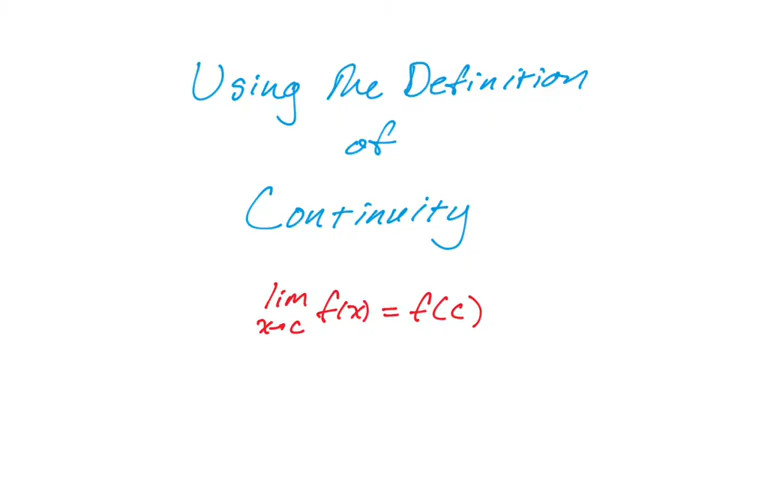 Using The Definition
of
Continuity
lim f(x) = f(c)
x→c